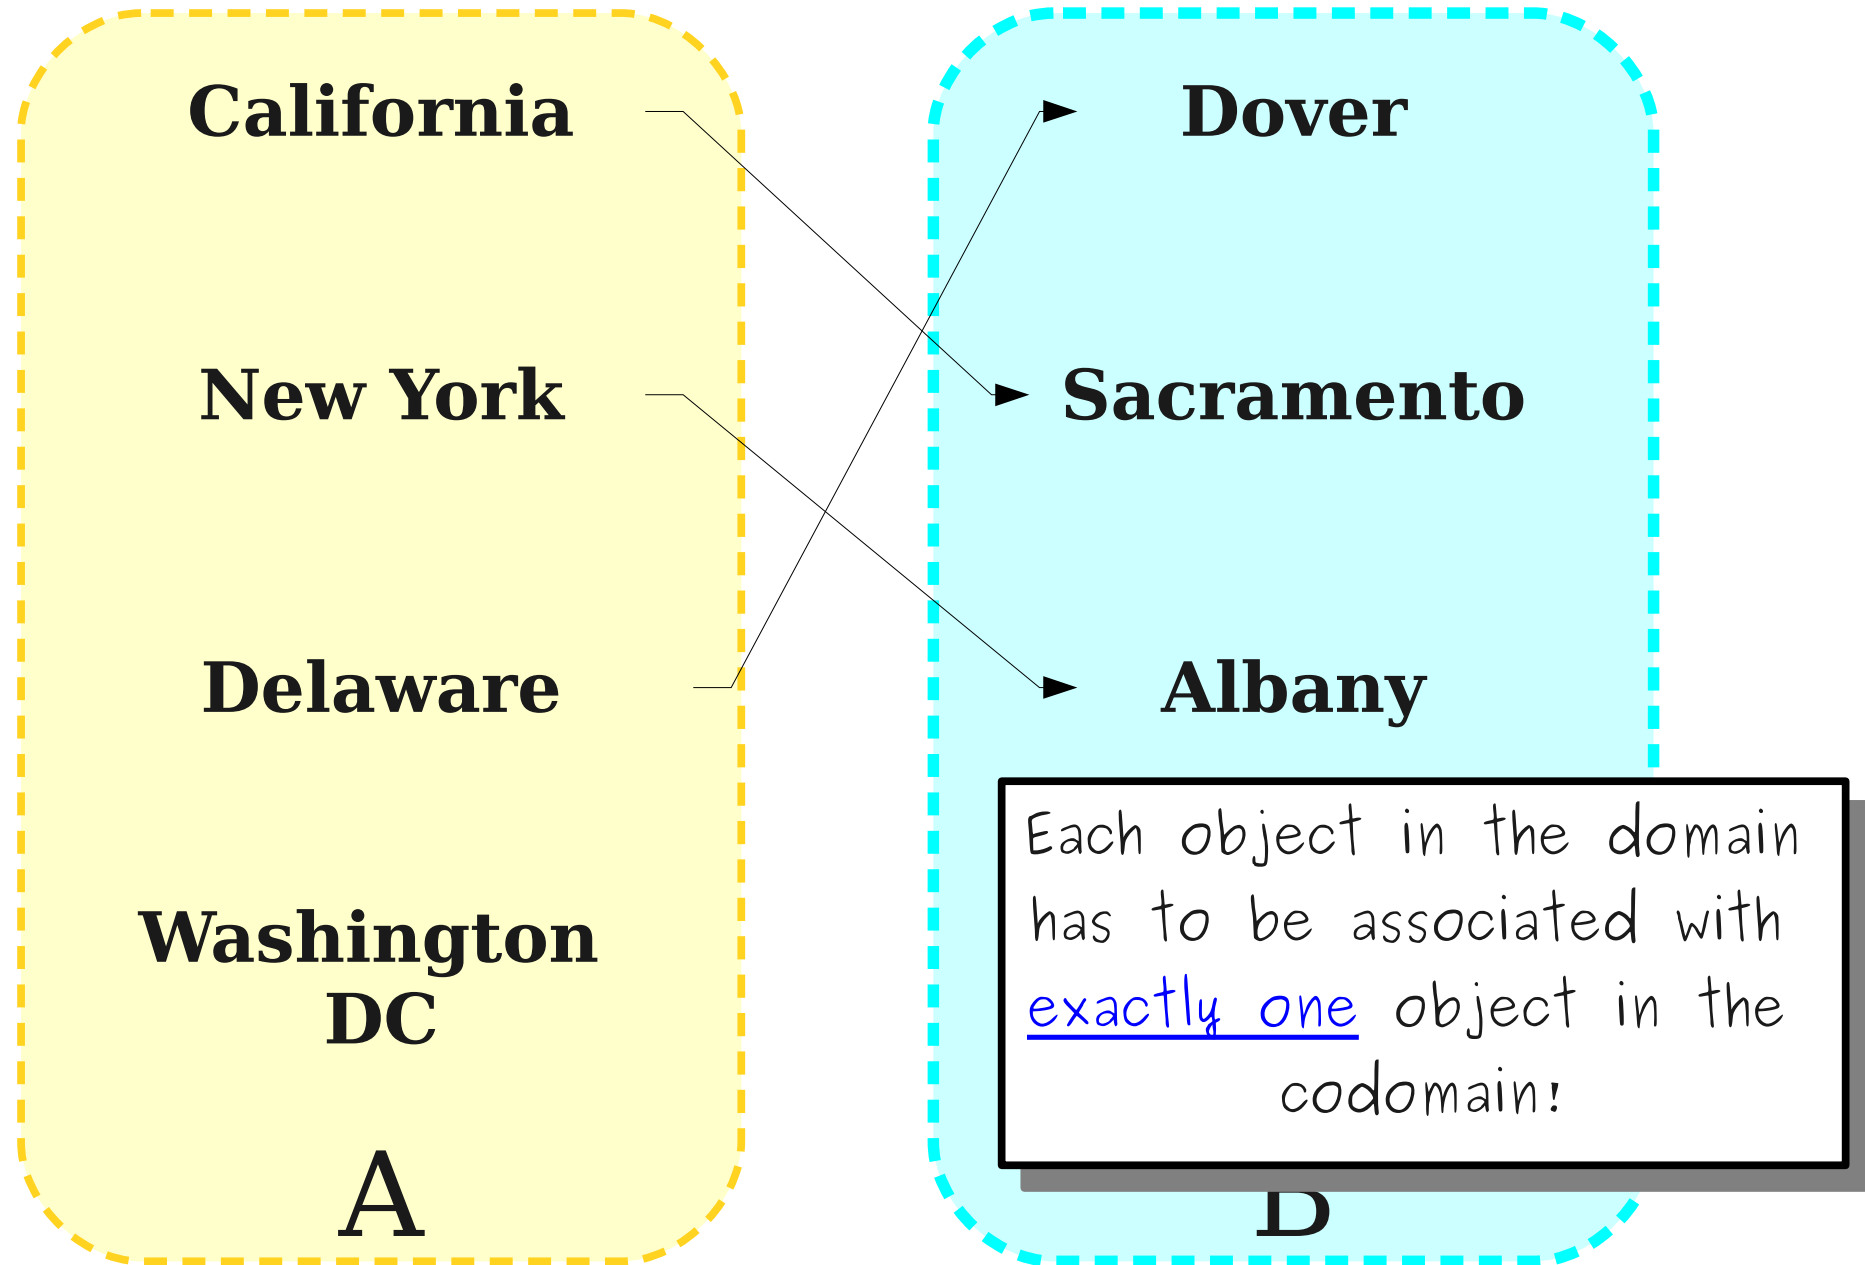 California
New York
Delaware
Washington
DC
A
Dover
Sacramento
Albany
Each object in the domain
has to be associated with
exactly one object in the
codomain!
B